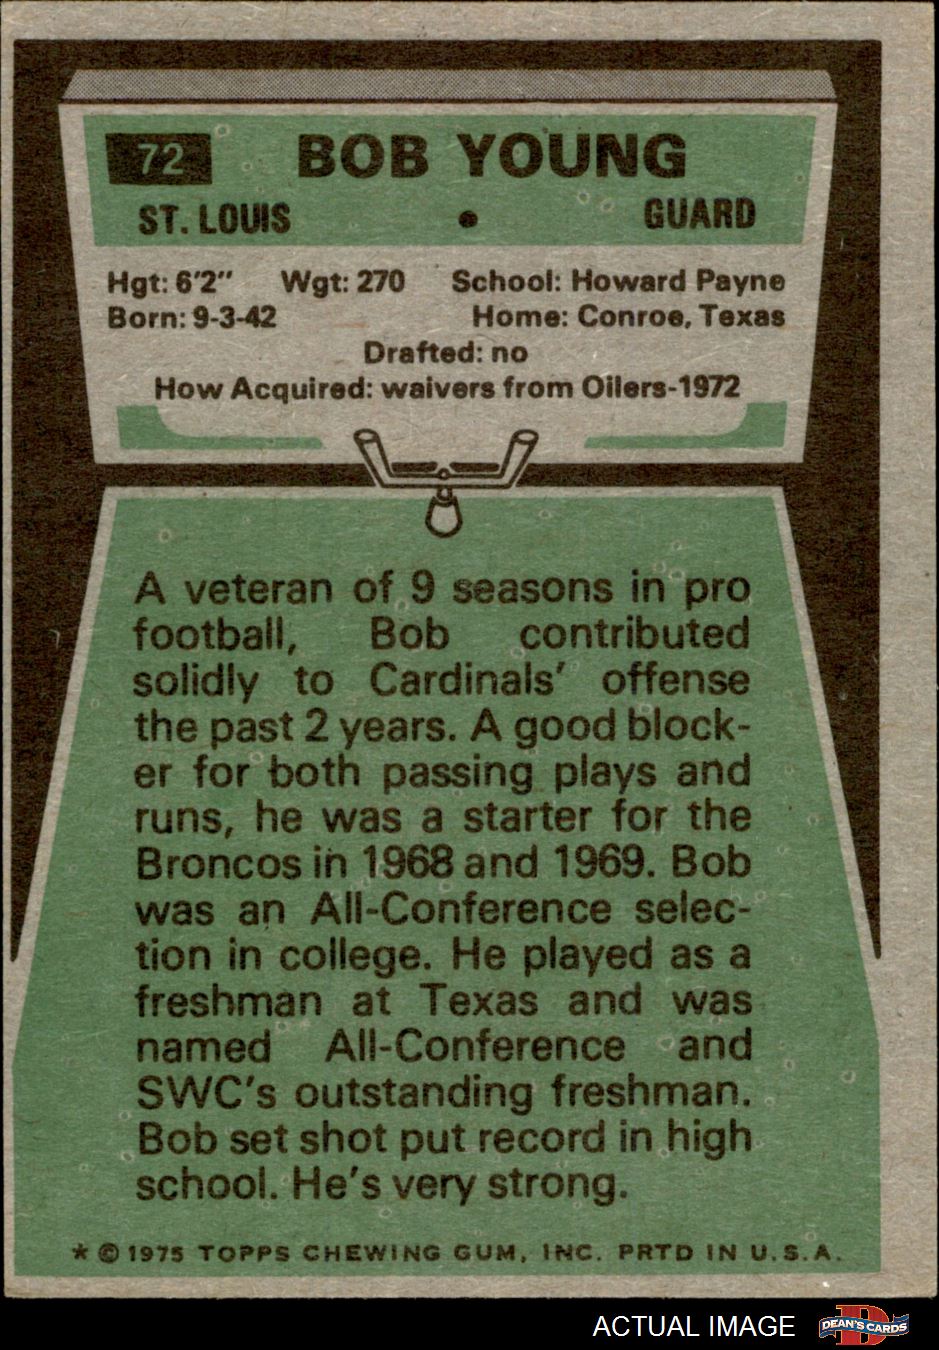 72 BOB YOUNG
ST. LOUIS • GUARD
Hgt: 6'2" Wgt: 270 School: Howard Payne
Born: 9-3-42 Home: Conroe, Texas
Drafted: no
How Acquired: waivers from Oilers-1972
A veteran of 9 seasons in pro
football, Bob contributed
solidly to Cardinals' offense
the past 2 years. A good block-
er for both passing plays and
runs, he was a starter for the
Broncos in 1968 and 1969. Bob
was an All-Conference selec-
tion in college. He played as a
freshman at Texas and was
named All-Conference and
SWC's outstanding freshman.
Bob set shot put record in high
school. He's very strong.
* © 1975 TOPPS CHEWING GUM, INC. PRTD IN U.S.A.
ACTUAL IMAGE DEAN'S CARDS